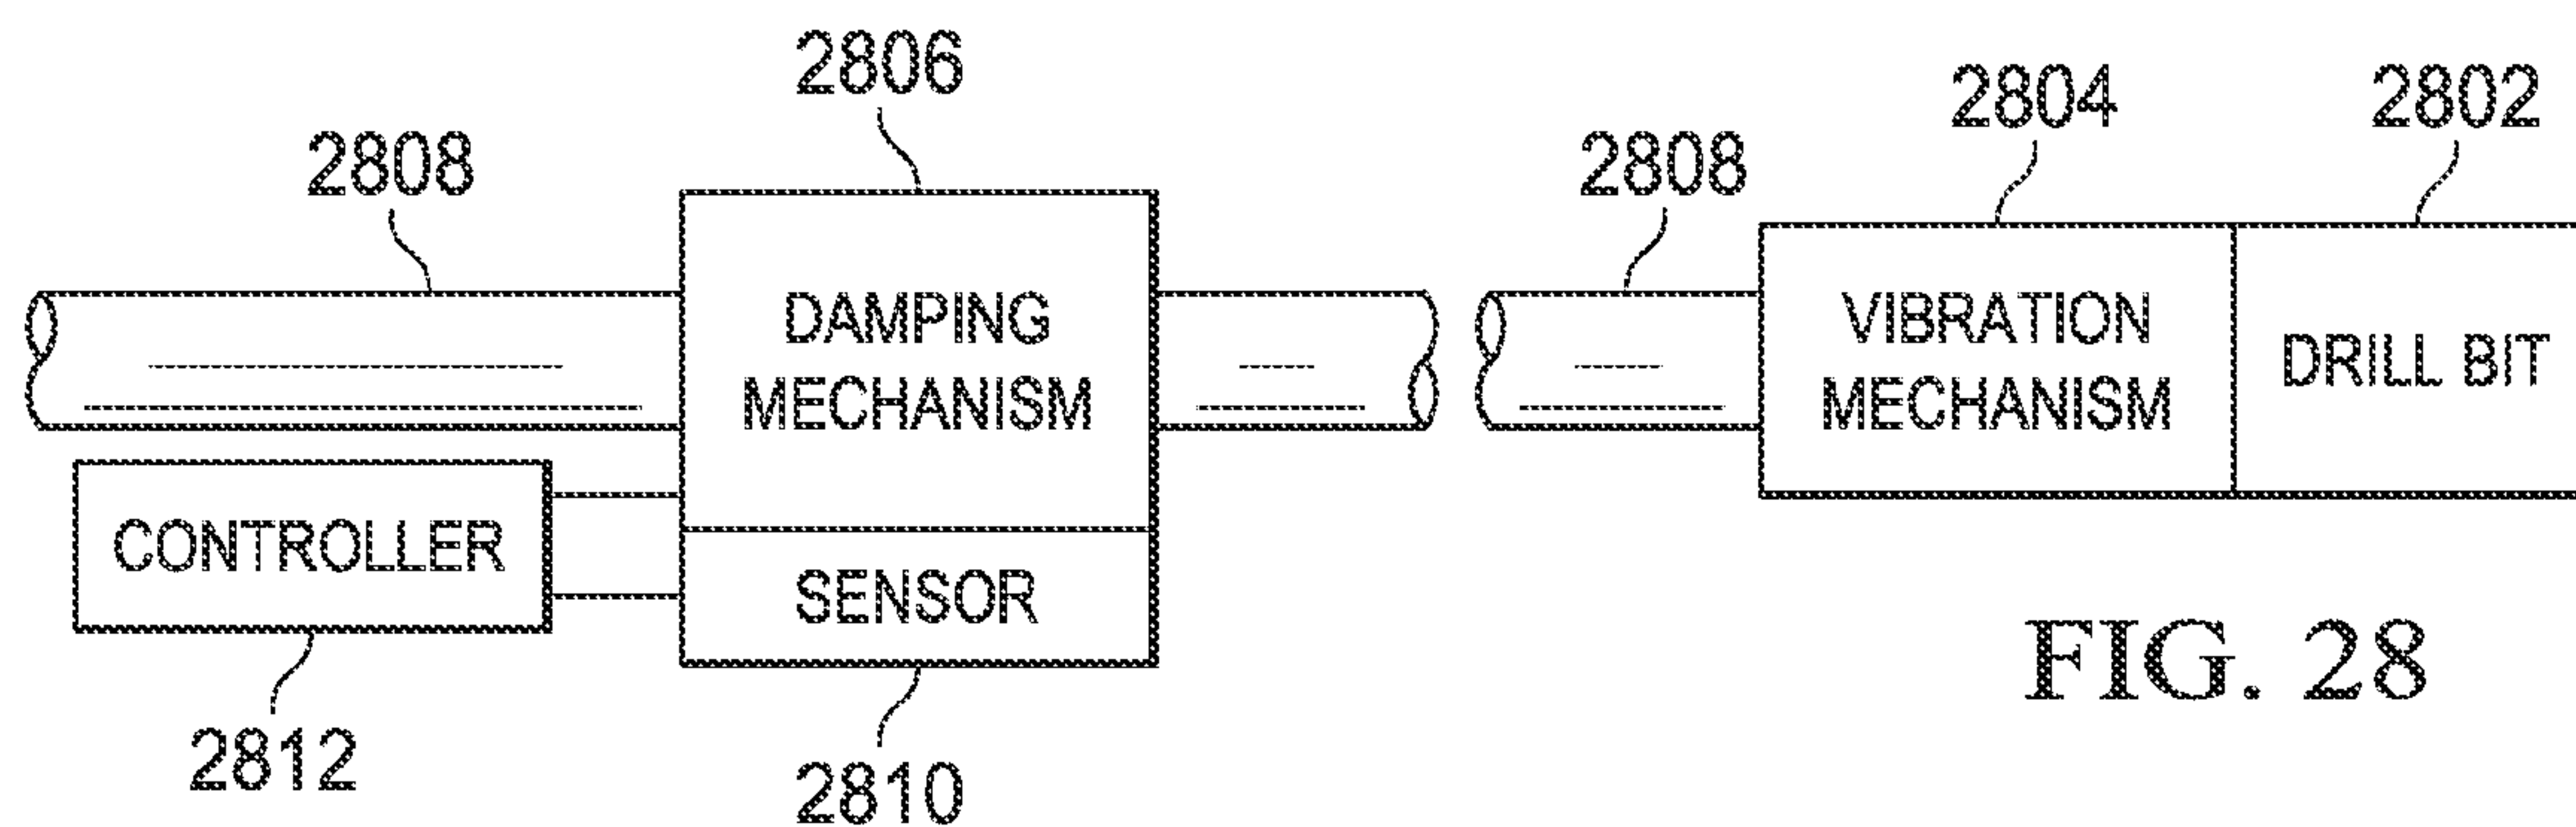 2806
2804
2802
2808
2808
DAMPING
MECHANISM
VIBRATION
MECHANISM
DRILL BIT
CONTROLLER
SENSOR
FIG. 28
2812
2810